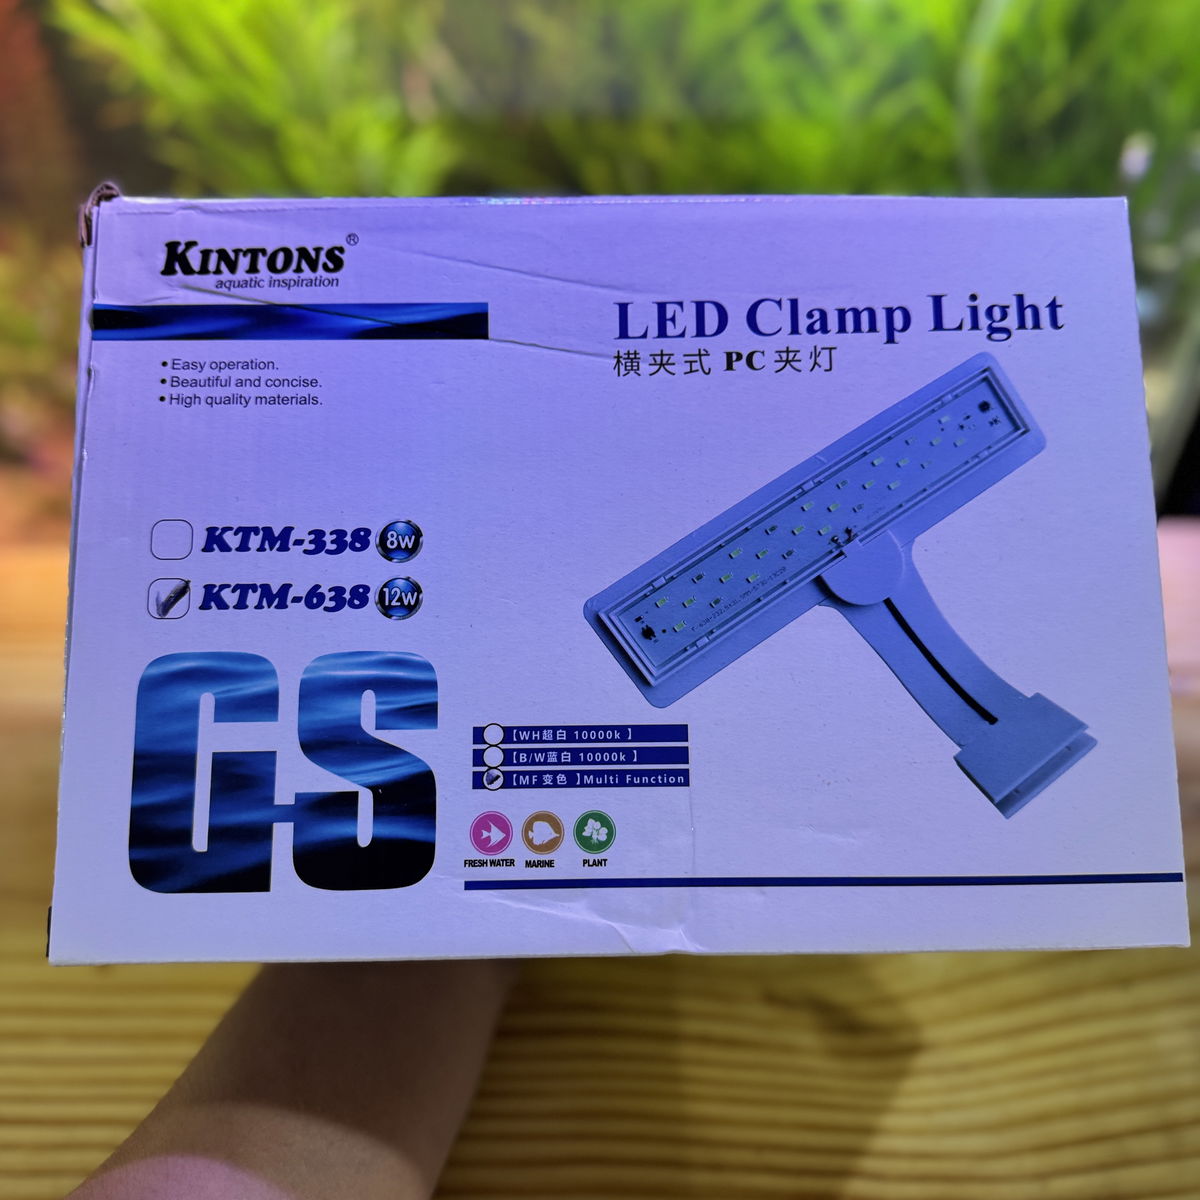 KINTONS®
aquatic inspiration
LED Clamp Light
横夹式 PC 夹灯
• Easy operation.
• Beautiful and concise.
• High quality materials.
KTM-338 8w
KTM-638 12w
GS
【WH超白 10000k 】
【B/W蓝白 10000k 】
【MF变色 】Multi Function
FRESH WATER
MARINE
PLANT